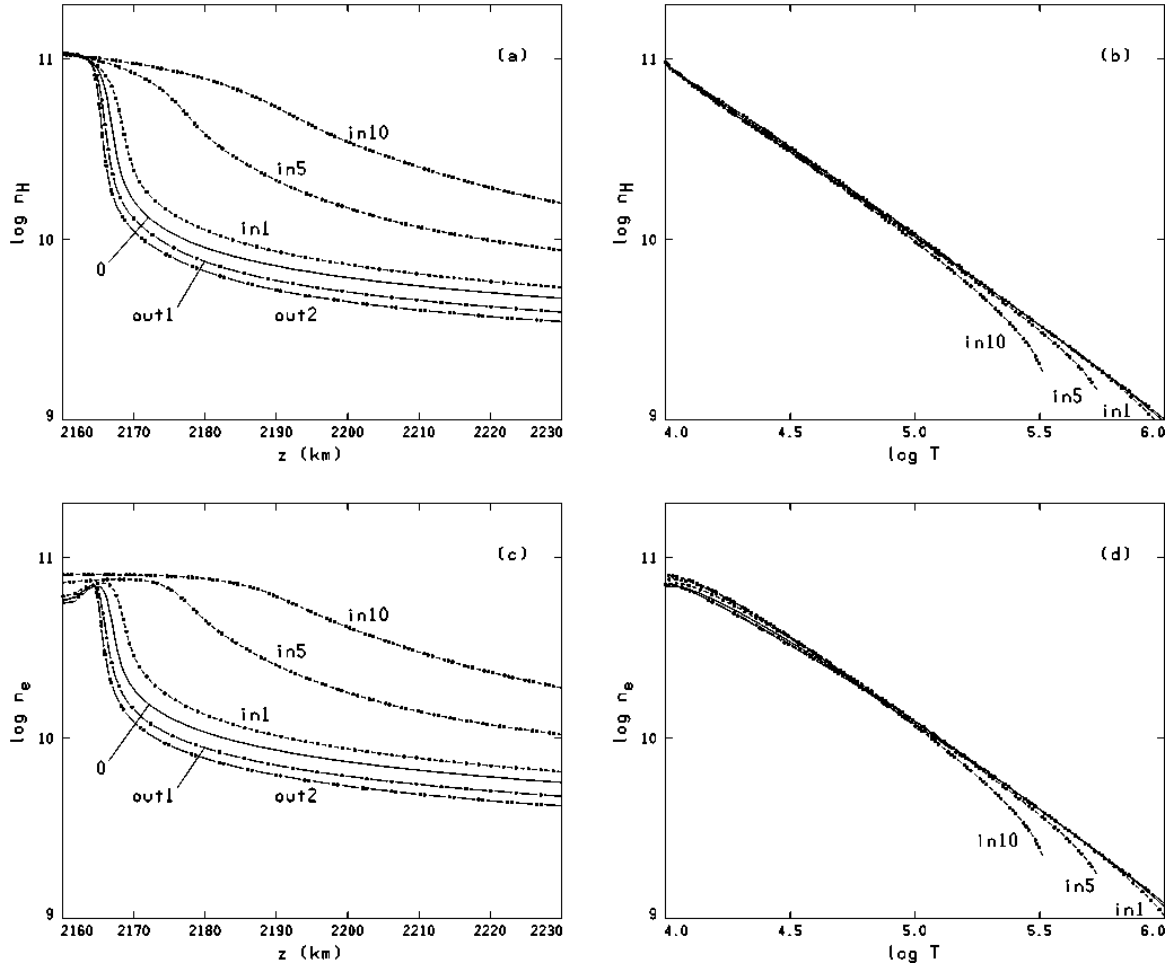 (a)
11
10
9
log n_H
in10
in5
in1
0
out1
out2
2160 2170 2180 2190 2200 2210 2220 2230
z (km)
(b)
11
10
9
log n_H
in10
in5
in1
4.0 4.5 5.0 5.5 6.0
log T
(c)
11
10
9
log n_e
in10
in5
in1
0
out1
out2
2160 2170 2180 2190 2200 2210 2220 2230
z (km)
(d)
11
10
9
log n_e
in10
in5
in1
4.0 4.5 5.0 5.5 6.0
log T